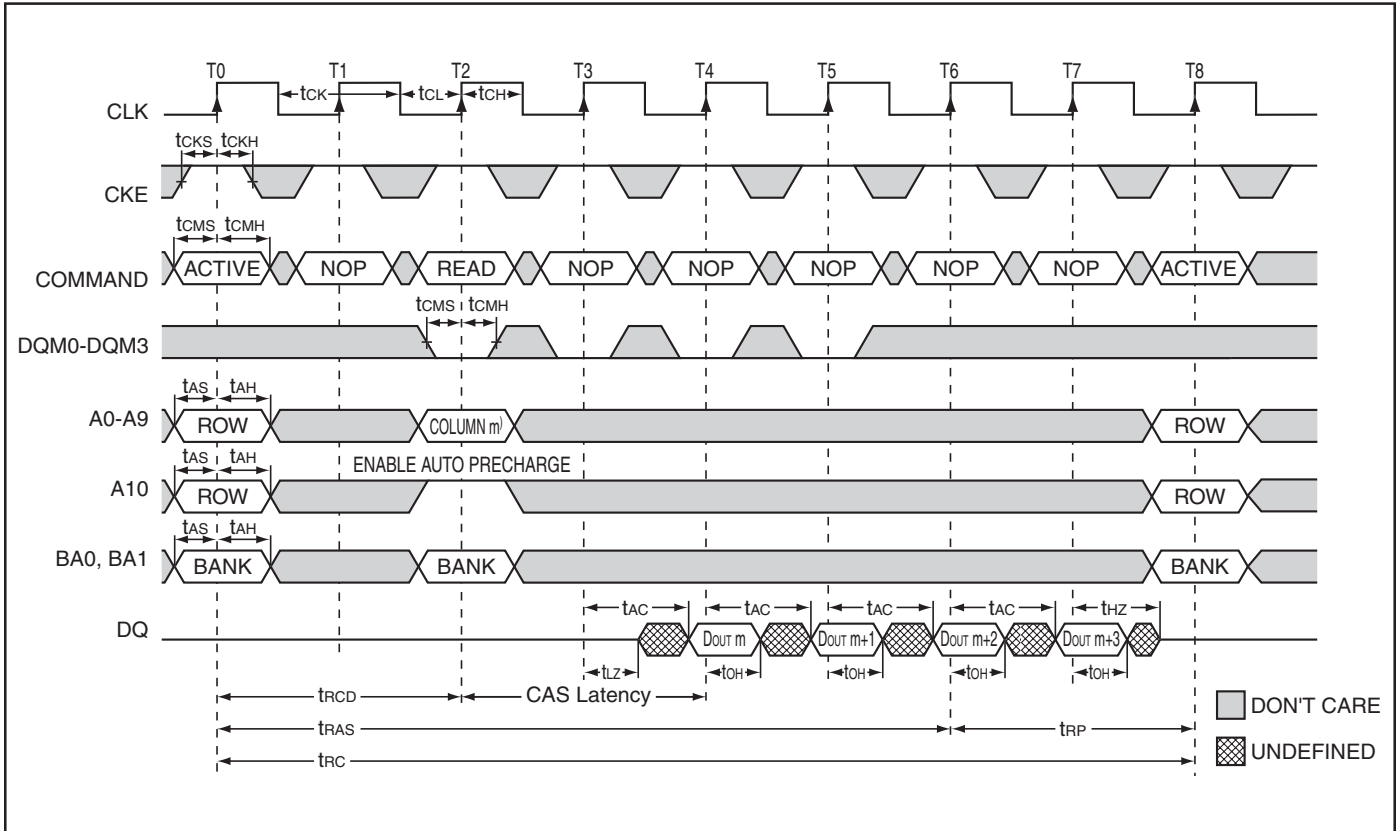 T0 T1 T2 T3 T4 T5 T6 T7 T8
tCK tCL tCH
CLK
tCKS tCKH
CKE
tCMS tCMH
COMMAND ACTIVE NOP READ NOP NOP NOP NOP NOP ACTIVE
tCMS tCMH
DQM0-DQM3
tAS tAH
A0-A9 ROW COLUMN m) ROW
tAS tAH ENABLE AUTO PRECHARGE
A10 ROW ROW
tAS tAH
BA0, BA1 BANK BANK BANK
tAC tAC tAC tAC tHZ
DQ DOUT m DOUT m+1 DOUT m+2 DOUT m+3
tLZ tOH tOH tOH tOH
tRCD CAS Latency
DON'T CARE
tRAS tRP
UNDEFINED
tRC